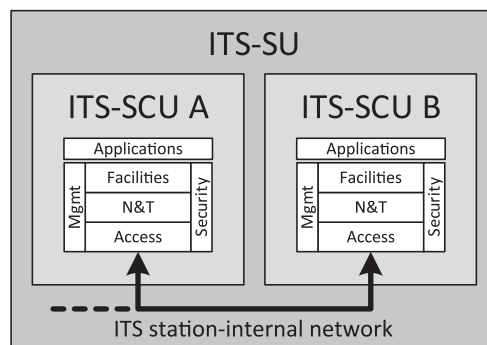 ITS-SU
ITS-SCU A
Applications
Mgmt
Facilities
N&T
Access
Security
ITS-SCU B
Applications
Mgmt
Facilities
N&T
Access
Security
ITS station-internal network